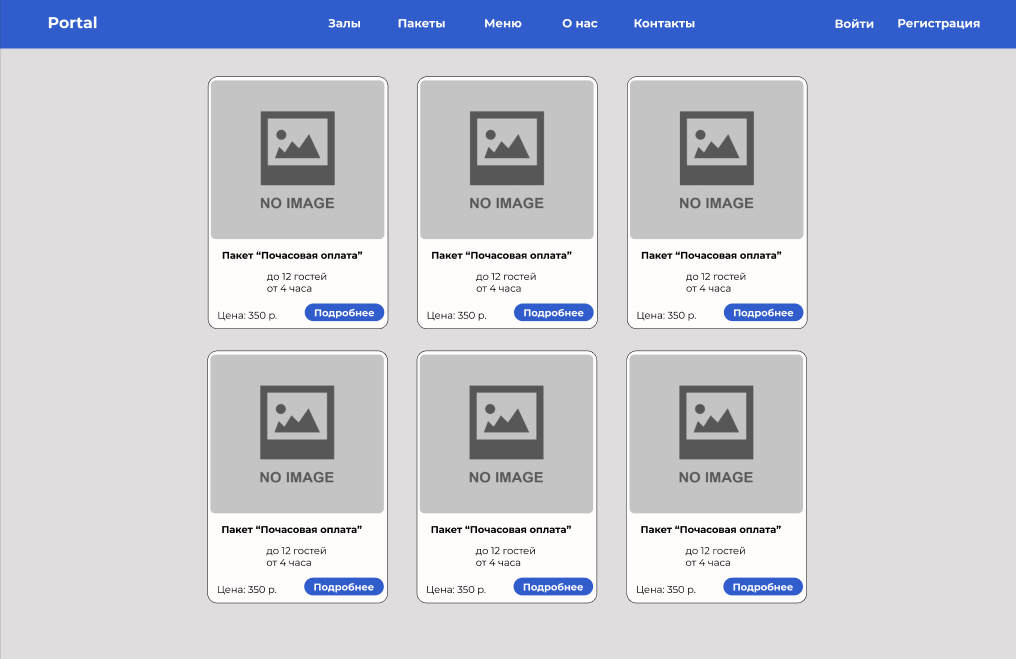 Portal Залы Пакеты Меню О нас Контакты Войти Регистрация
NO IMAGE
Пакет “Почасовая оплата”
до 12 гостей
от 4 часа
Цена: 350 р. Подробнее
NO IMAGE
Пакет “Почасовая оплата”
до 12 гостей
от 4 часа
Цена: 350 р. Подробнее
NO IMAGE
Пакет “Почасовая оплата”
до 12 гостей
от 4 часа
Цена: 350 р. Подробнее
NO IMAGE
Пакет “Почасовая оплата”
до 12 гостей
от 4 часа
Цена: 350 р. Подробнее
NO IMAGE
Пакет “Почасовая оплата”
до 12 гостей
от 4 часа
Цена: 350 р. Подробнее
NO IMAGE
Пакет “Почасовая оплата”
до 12 гостей
от 4 часа
Цена: 350 р. Подробнее